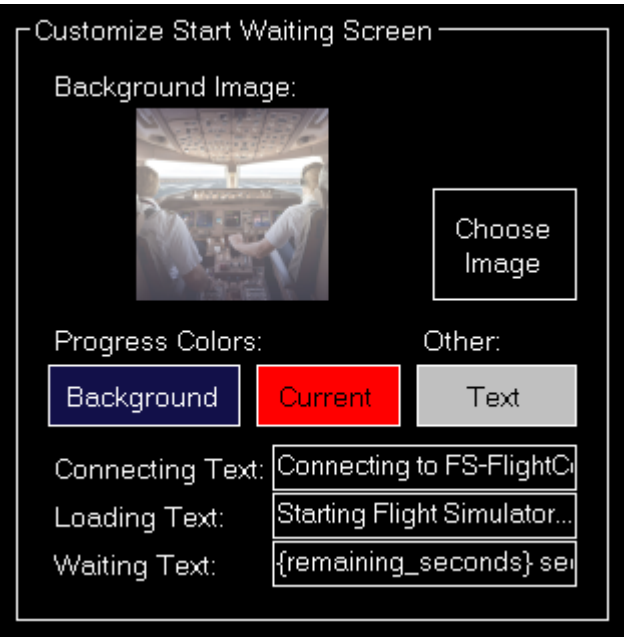 Customize Start Waiting Screen
Background Image:
Choose
Image
Progress Colors:
Other:
Background
Current
Text
Connecting Text:
Connecting to FS-FlightC
Loading Text:
Starting Flight Simulator...
Waiting Text:
{remaining_seconds} se